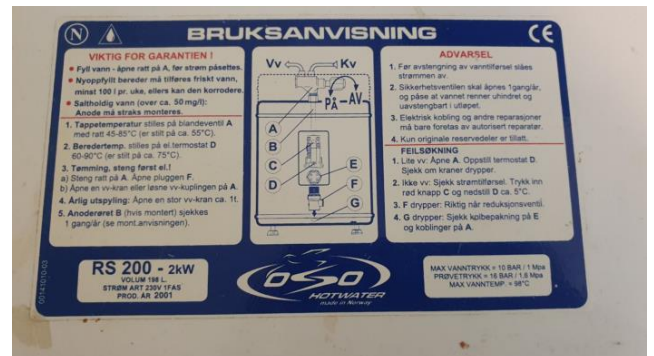 N
BRUKSANVISNING
CE
VIKTIG FOR GARANTIEN !
• Fyll vann - åpne ratt på A, før strøm påsettes.
• Nyoppfylt bereder må tilføres friskt vann,
minst 100 l pr. uke, ellers kan den korrodere.
• Saltholdig vann (over ca. 50 mg/l):
Anode må straks monteres.
1. Tappetemperatur stilles på blandeventil A
med ratt 45-85°C (er stilt på ca. 55°C).
2. Beredertemp. stilles på el.termostat D
60-90°C (er stilt på ca. 75°C).
3. Tømming, steng først el.!
a) Steng ratt på A. Åpne pluggen F.
b) Åpne en vv-kran eller løsne vv-kuplingen på A.
4. Årlig utspyling: Åpne en stor vv-kran ca. 1t.
5. Anoderøret B (hvis montert) sjekkes
1 gang/år (se mont.anvisningen).
Vv
Kv
PÅ-AV
A
B
C
D
E
F
G
ADVARSEL
1. Før avstengning av vanntilførsel slåes
strømmen av.
2. Sikkerhetsventilen skal åpnes 1gang/år,
og påse at vannet renner uhindret og
uavstengbart i utløpet.
3. Elektrisk kobling og andre reparasjoner
må bare foretas av autorisert reparatør.
4. Kun originale reservedeler er tillatt.
FEILSØKNING
1. Lite vv: Åpne A. Oppstill termostat D.
Sjekk om kraner drypper.
2. Ikke vv: Sjekk strømtilførsel. Trykk inn
rød knapp C og nedstill D ca. 5°C.
3. F drypper: Riktig når reduksjonsventil.
4. G drypper: Sjekk kolbepakning på E
og koblinger på A.
00141010-03
RS 200 - 2kW
VOLUM 198 L.
STRØM ART 230V 1FAS
PROD. ÅR 2001
OSO
HOTWATER
made in Norway
MAX VANNTRYKK = 10 BAR / 1 Mpa
PRØVETRYKK = 16 BAR / 1,6 Mpa
MAX VANNTEMP. = 98°C